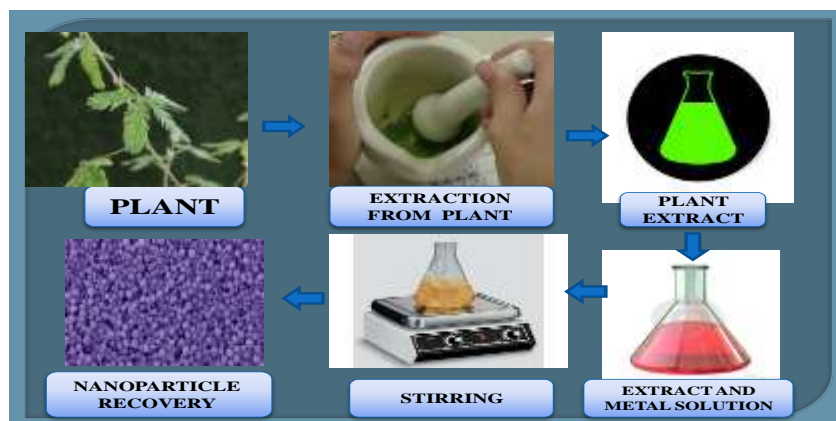 PLANT
EXTRACTION
FROM PLANT
PLANT
EXTRACT
NANOPARTICLE
RECOVERY
STIRRING
EXTRACT AND
METAL SOLUTION